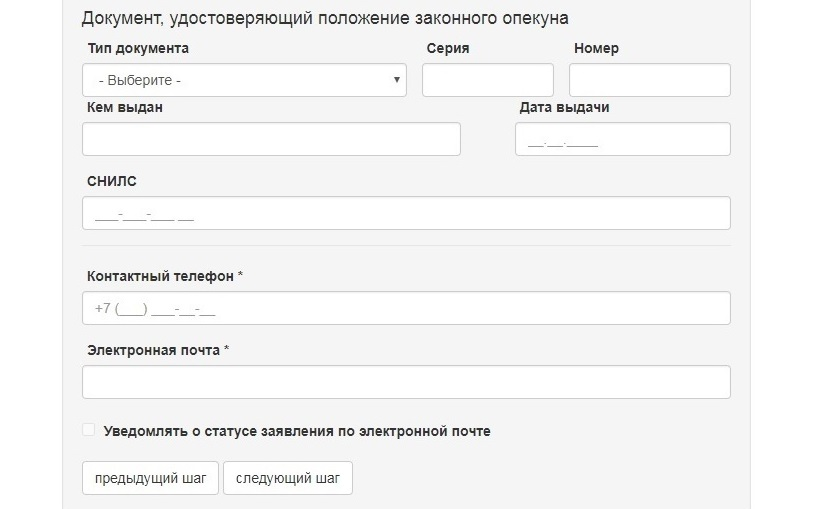 Документ, удостоверяющий положение законного опекуна
Тип документа Серия Номер
- Выберите -
Кем выдан Дата выдачи
__.__.____
СНИЛС
___-___-___ __
Контактный телефон *
+7 (___) ___-__-__
Электронная почта *
Уведомлять о статусе заявления по электронной почте
предыдущий шаг следующий шаг